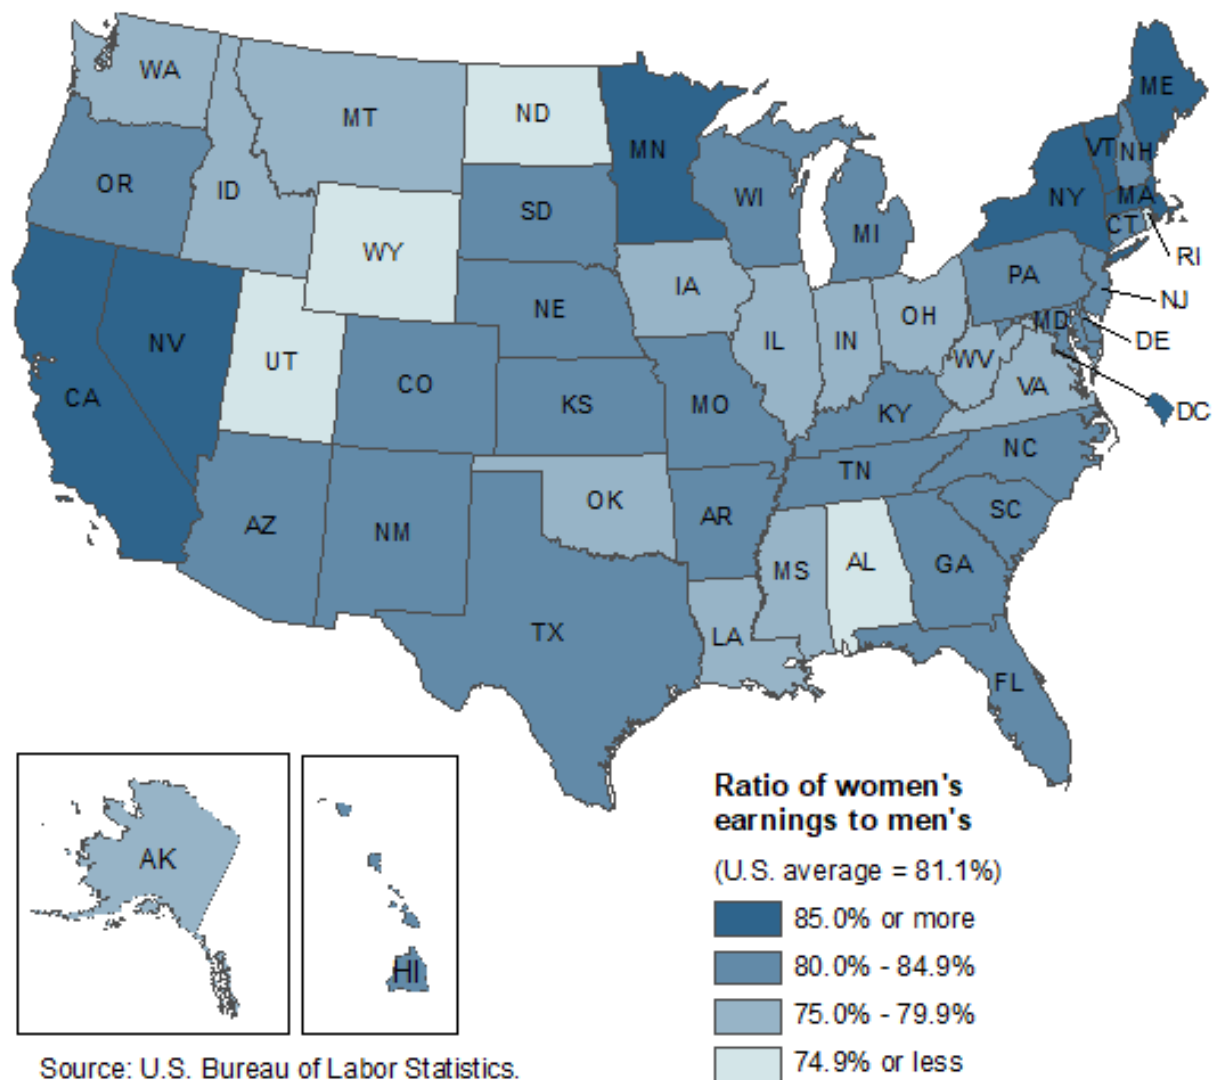 WA
MT
ND
MN
ME
VT
NH
OR
ID
SD
WI
NY
MA
MI
CT
RI
WY
IA
PA
NJ
NE
OH
MD
DE
NV
UT
IL
IN
WV
VA
DC
CA
CO
KS
MO
KY
NC
TN
AZ
NM
OK
AR
SC
MS
AL
GA
TX
LA
FL
AK
HI
Ratio of women's
earnings to men's
(U.S. average = 81.1%)
85.0% or more
80.0% - 84.9%
75.0% - 79.9%
74.9% or less
Source: U.S. Bureau of Labor Statistics.